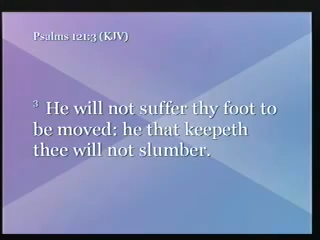 Psalms 121:3 (KJV)
3 He will not suffer thy foot to
be moved: he that keepeth
thee will not slumber.